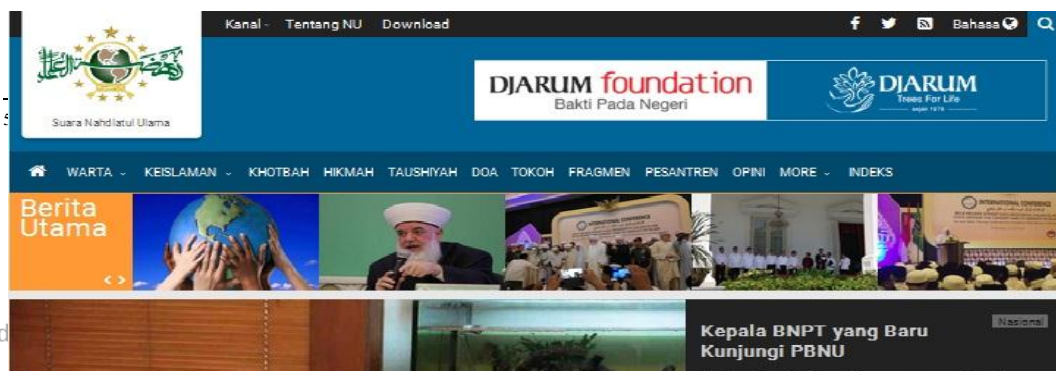 Kanal Tentang NU Download
Bahasa
Suara Nahdlatul Ulama
DJARUM foundation
Bakti Pada Negeri
DJARUM
Trees For Life
WARTA KEISLAMAN KHOTBAH HIKMAH TAUSHIYAH DOA TOKOH FRAGMEN PESANTREN OPINI MORE INDEKS
Berita
Utama
< >
INTERNATIONAL CONFERENCE
INTERNATIONAL CONFERENCE
Nasional
Kepala BNPT yang Baru
Kunjungi PBNU